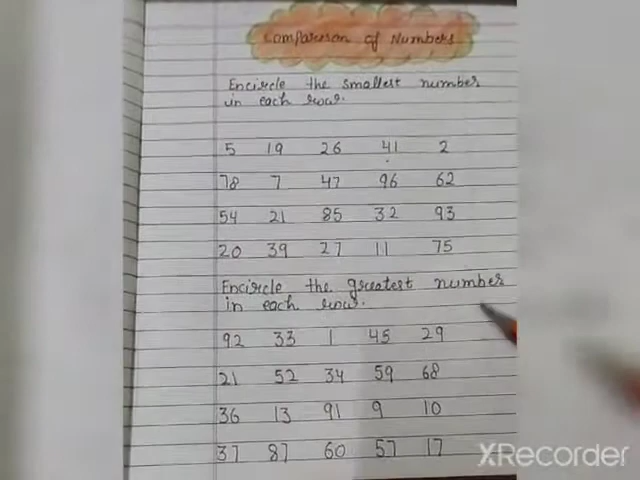 Comparison of Numbers
Encircle the smallest number
in each row.
5 19 26 41 2
78 7 47 96 62
54 21 85 32 93
20 39 27 11 75
Encircle the greatest number
in each row.
92 33 1 45 29
21 52 34 59 68
36 13 91 9 10
37 87 60 57 17
XRecorder